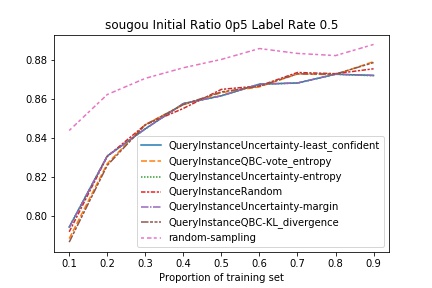 sougou Initial Ratio 0p5 Label Rate 0.5
0.88
0.86
0.84
0.82
0.80
QueryInstanceUncertainty-least_confident
QueryInstanceQBC-vote_entropy
QueryInstanceUncertainty-entropy
QueryInstanceRandom
QueryInstanceUncertainty-margin
QueryInstanceQBC-KL_divergence
random-sampling
0.1 0.2 0.3 0.4 0.5 0.6 0.7 0.8 0.9
Proportion of training set